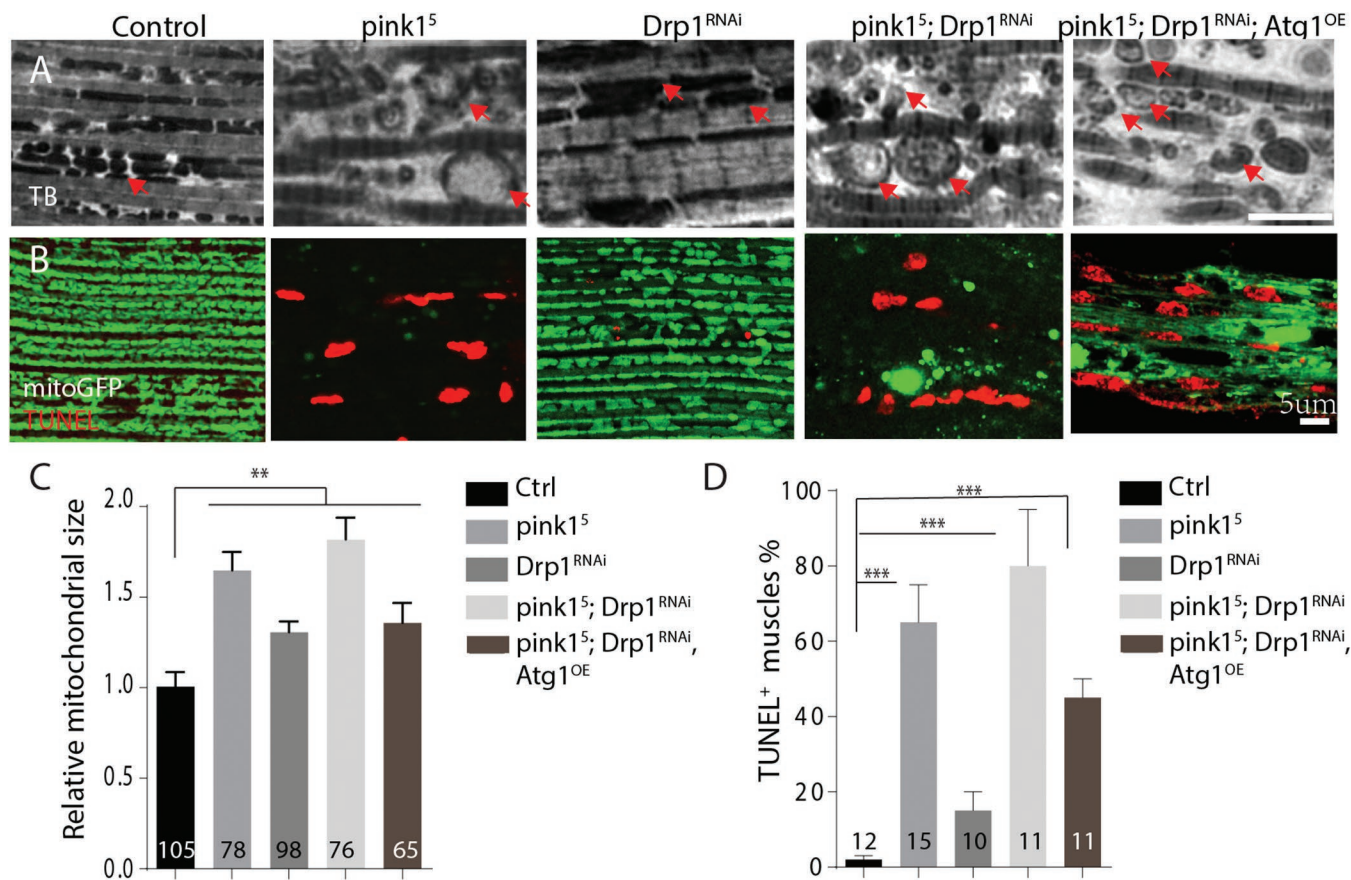 Control pink1⁵ Drp1ᴿᴺᴬⁱ pink1⁵; Drp1ᴿᴺᴬⁱ pink1⁵; Drp1ᴿᴺᴬⁱ; Atg1ᴼᴱ
A
TB
B
mitoGFP
TUNEL
5um
C
**
Relative mitochondrial size
2.0
1.5
1.0
0.5
0.0
105 78 98 76 65
Ctrl
pink1⁵
Drp1ᴿᴺᴬⁱ
pink1⁵; Drp1ᴿᴺᴬⁱ
pink1⁵; Drp1ᴿᴺᴬⁱ,
Atg1ᴼᴱ
D
***
***
***
TUNEL⁺ muscles %
100
80
60
40
20
0
12 15 10 11 11
Ctrl
pink1⁵
Drp1ᴿᴺᴬⁱ
pink1⁵; Drp1ᴿᴺᴬⁱ
pink1⁵; Drp1ᴿᴺᴬⁱ,
Atg1ᴼᴱ